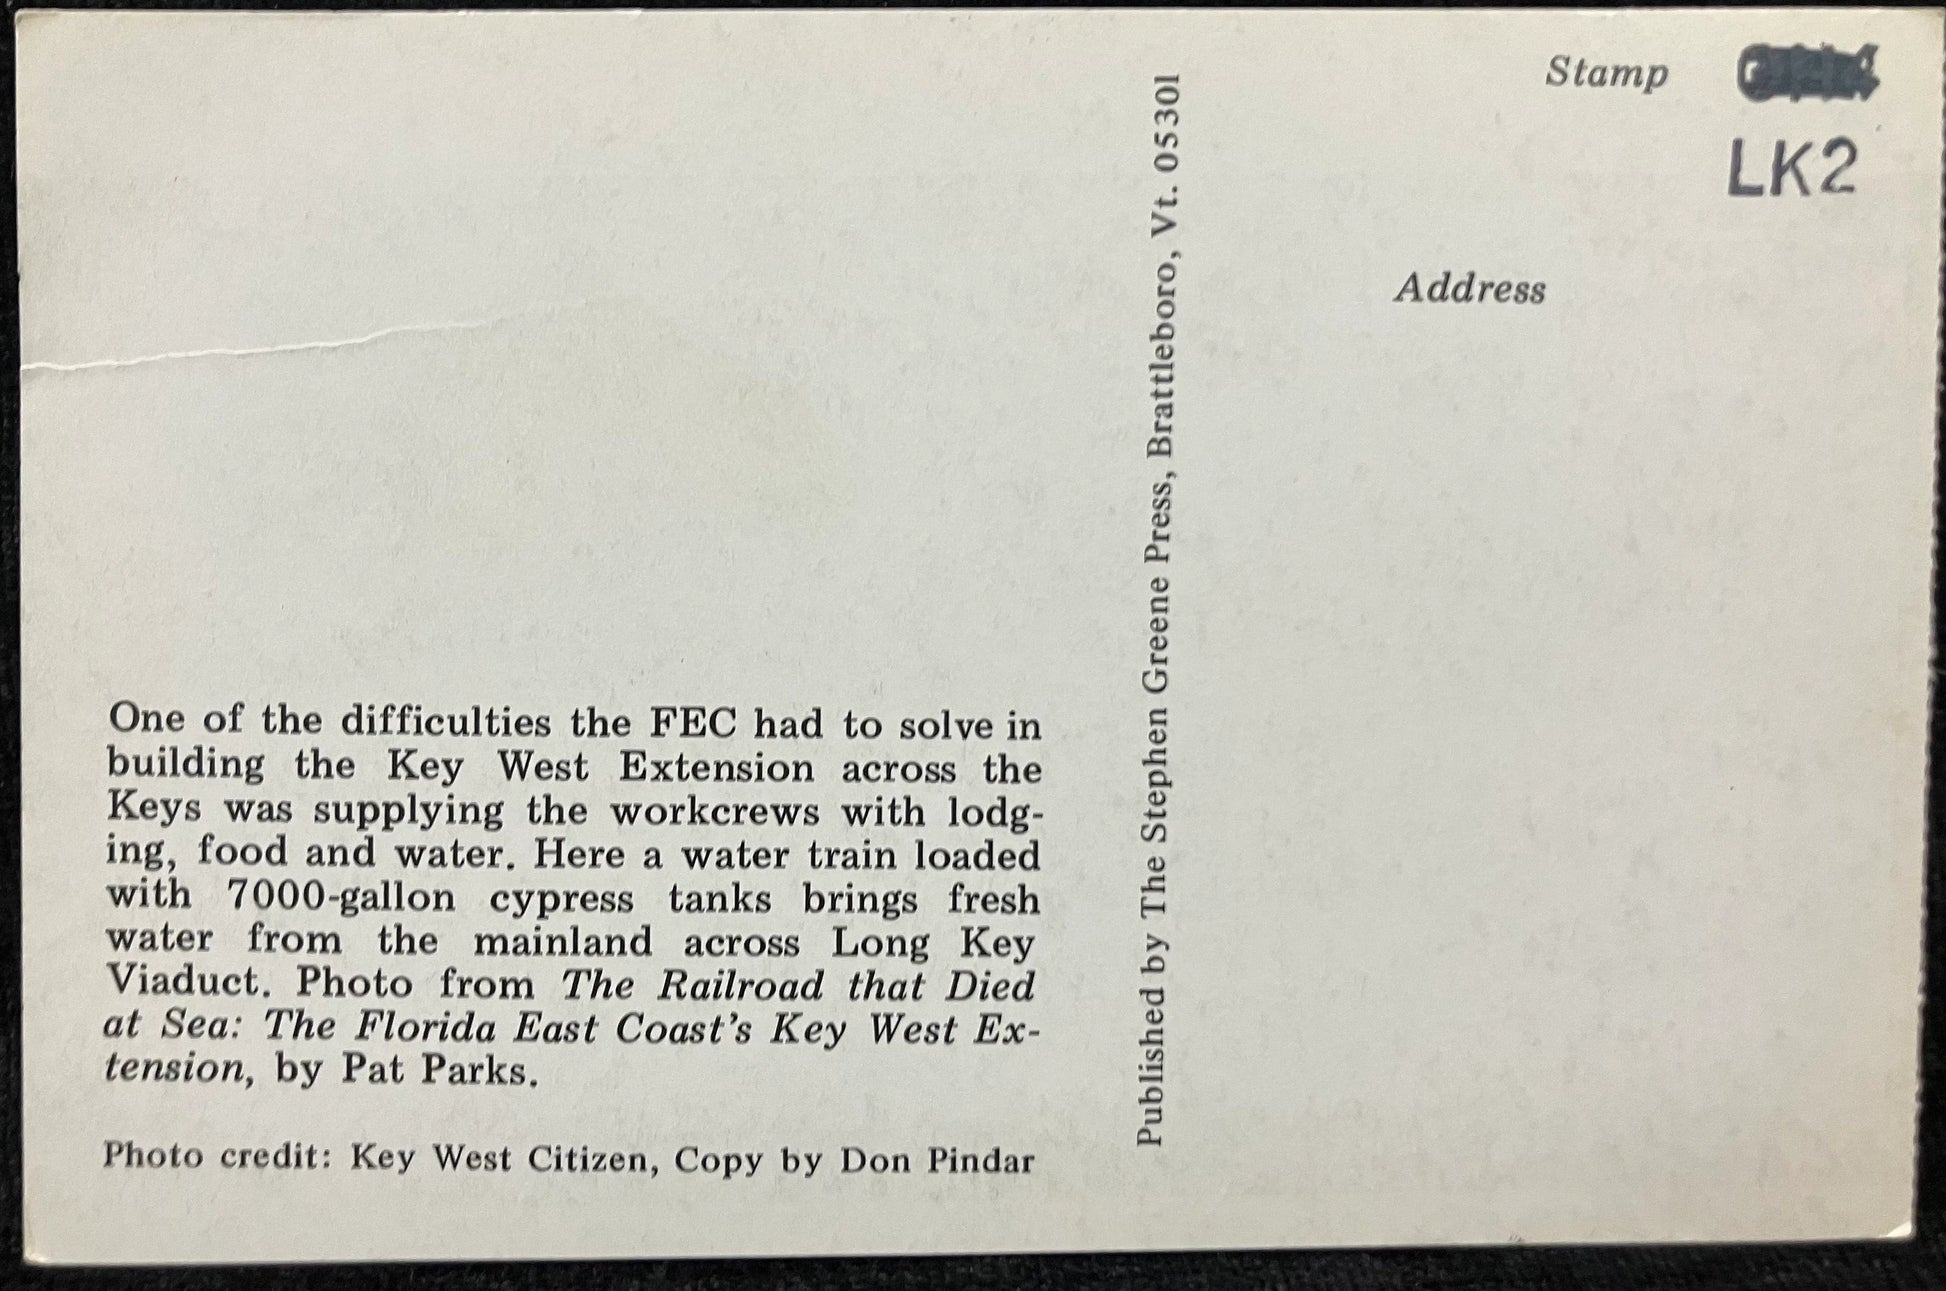 One of the difficulties the FEC had to solve in
building the Key West Extension across the
Keys was supplying the workcrews with lodg-
ing, food and water. Here a water train loaded
with 7000-gallon cypress tanks brings fresh
water from the mainland across Long Key
Viaduct. Photo from The Railroad that Died
at Sea: The Florida East Coast's Key West Ex-
tension, by Pat Parks.
Photo credit: Key West Citizen, Copy by Don Pindar
Published by The Stephen Greene Press, Brattleboro, Vt. 05301
Stamp
LK2
Address